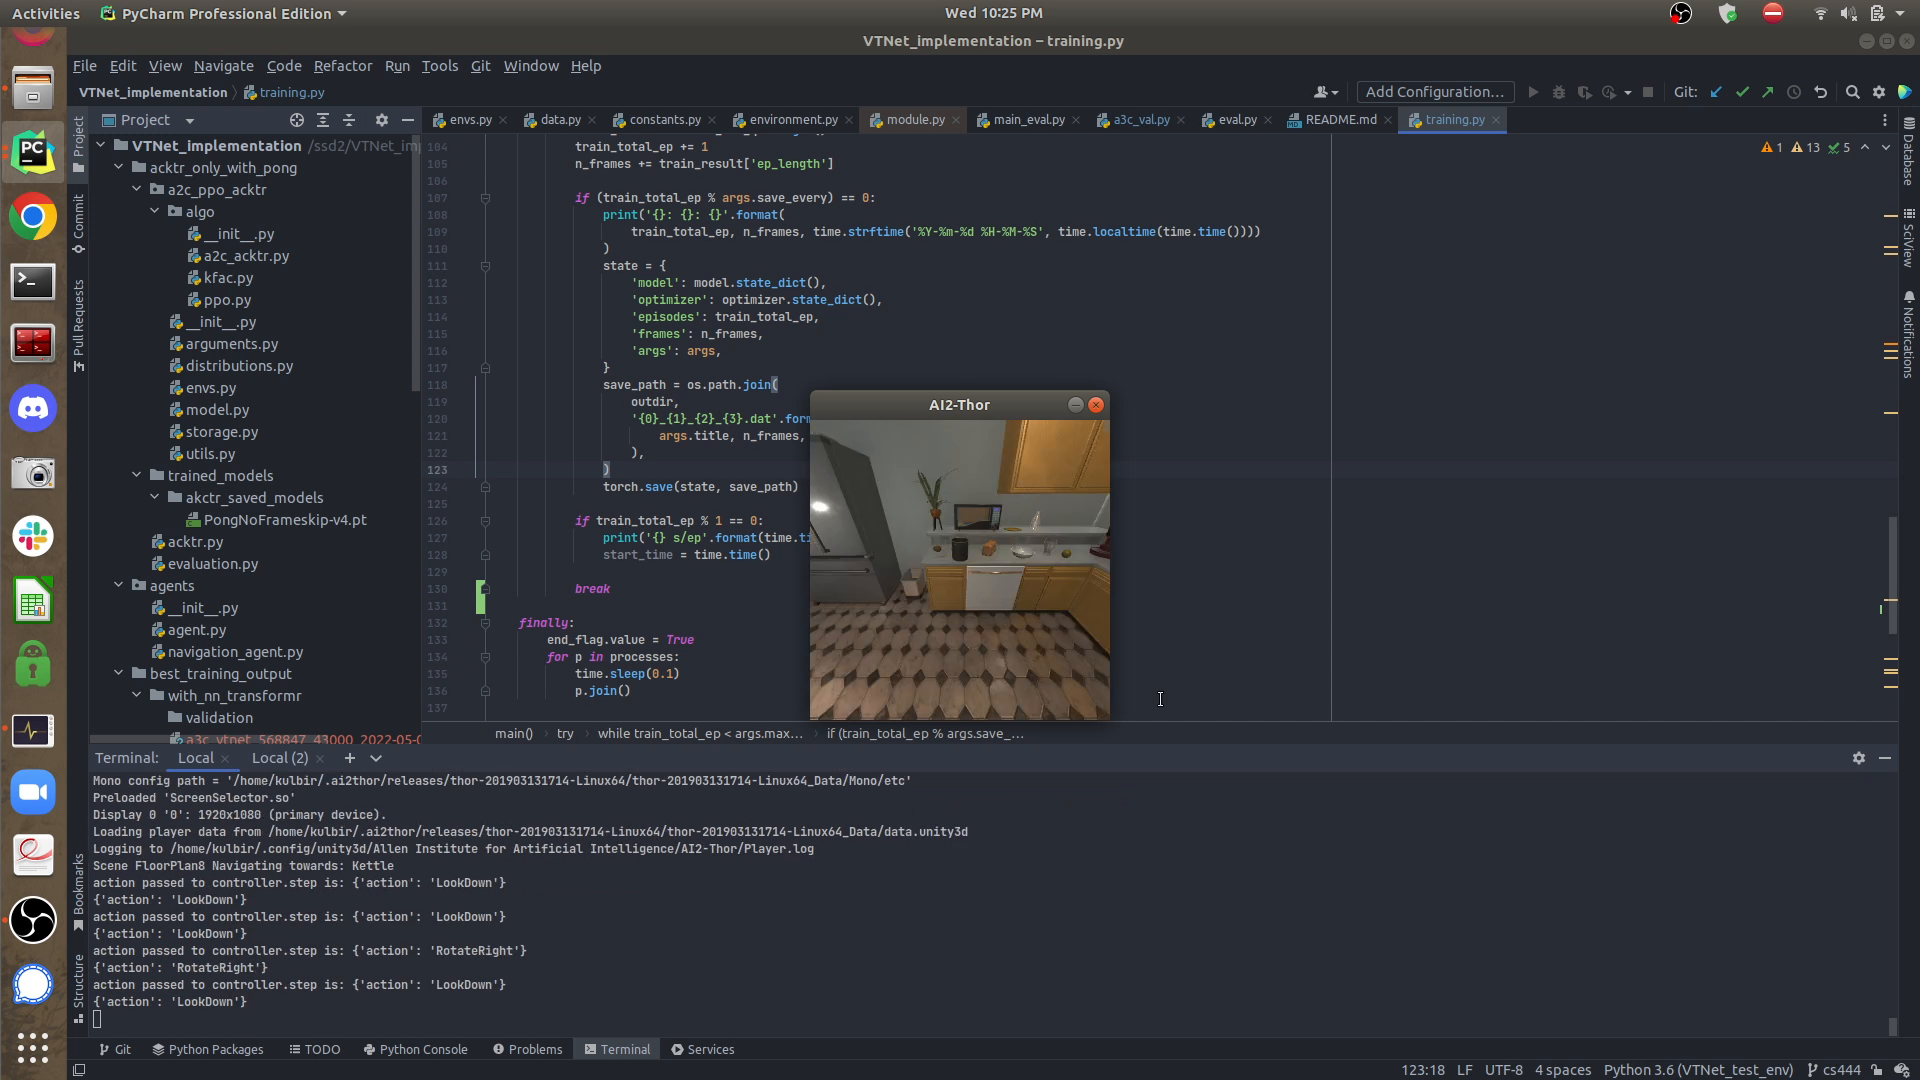 Activities
PyCharm Professional Edition
Wed 10:25 PM
VTNet_implementation – training.py
File Edit View Navigate Code Refactor Run Tools Git Window Help
VTNet_implementation training.py
Add Configuration...
Git:
Project
envs.py
data.py
constants.py
environment.py
module.py
main_eval.py
a3c_val.py
eval.py
README.md
training.py
VTNet_implementation /ssd2/VTNet_im
acktr_only_with_pong
a2c_ppo_acktr
algo
__init__.py
a2c_acktr.py
kfac.py
ppo.py
__init__.py
arguments.py
distributions.py
envs.py
model.py
storage.py
utils.py
trained_models
akctr_saved_models
PongNoFrameskip-v4.pt
acktr.py
evaluation.py
agents
__init__.py
agent.py
navigation_agent.py
best_training_output
with_nn_transformr
validation
a3c_vtnet_568847_43000_2022-05-0
Project
Commit
Pull Requests
Bookmarks
Structure
1 13 5
104 train_total_ep += 1
105 n_frames += train_result['ep_length']
106
107 if (train_total_ep % args.save_every) == 0:
108 print('{}: {}: {}'.format(
109 train_total_ep, n_frames, time.strftime('%Y-%m-%d %H-%M-%S', time.localtime(time.time())))
110 )
111 state = {
112 'model': model.state_dict(),
113 'optimizer': optimizer.state_dict(),
114 'episodes': train_total_ep,
115 'frames': n_frames,
116 'args': args,
117 }
118 save_path = os.path.join(
119 outdir,
120 '{0}_{1}_{2}_{3}.dat'.form
121 args.title, n_frames,
122 ),
123 )
124 torch.save(state, save_path)
125
126 if train_total_ep % 1 == 0:
127 print('{} s/ep'.format(time.ti
128 start_time = time.time()
129
130 break
131
132 finally:
133 end_flag.value = True
134 for p in processes:
135 time.sleep(0.1)
136 p.join()
137
AI2-Thor
Database
SciView
Notifications
main() try while train_total_ep < args.max... if (train_total_ep % args.save_...
Terminal: Local Local (2)
Mono config path = '/home/kulbir/.ai2thor/releases/thor-201903131714-Linux64/thor-201903131714-Linux64_Data/Mono/etc'
Preloaded 'ScreenSelector.so'
Display 0 '0': 1920x1080 (primary device).
Loading player data from /home/kulbir/.ai2thor/releases/thor-201903131714-Linux64/thor-201903131714-Linux64_Data/data.unity3d
Logging to /home/kulbir/.config/unity3d/Allen Institute for Artificial Intelligence/AI2-Thor/Player.log
Scene FloorPlan8 Navigating towards: Kettle
action passed to controller.step is: {'action': 'LookDown'}
{'action': 'LookDown'}
action passed to controller.step is: {'action': 'LookDown'}
{'action': 'LookDown'}
action passed to controller.step is: {'action': 'RotateRight'}
{'action': 'RotateRight'}
action passed to controller.step is: {'action': 'LookDown'}
{'action': 'LookDown'}
Git Python Packages TODO Python Console Problems Terminal Services
123:18 LF UTF-8 4 spaces Python 3.6 (VTNet_test_env) cs444